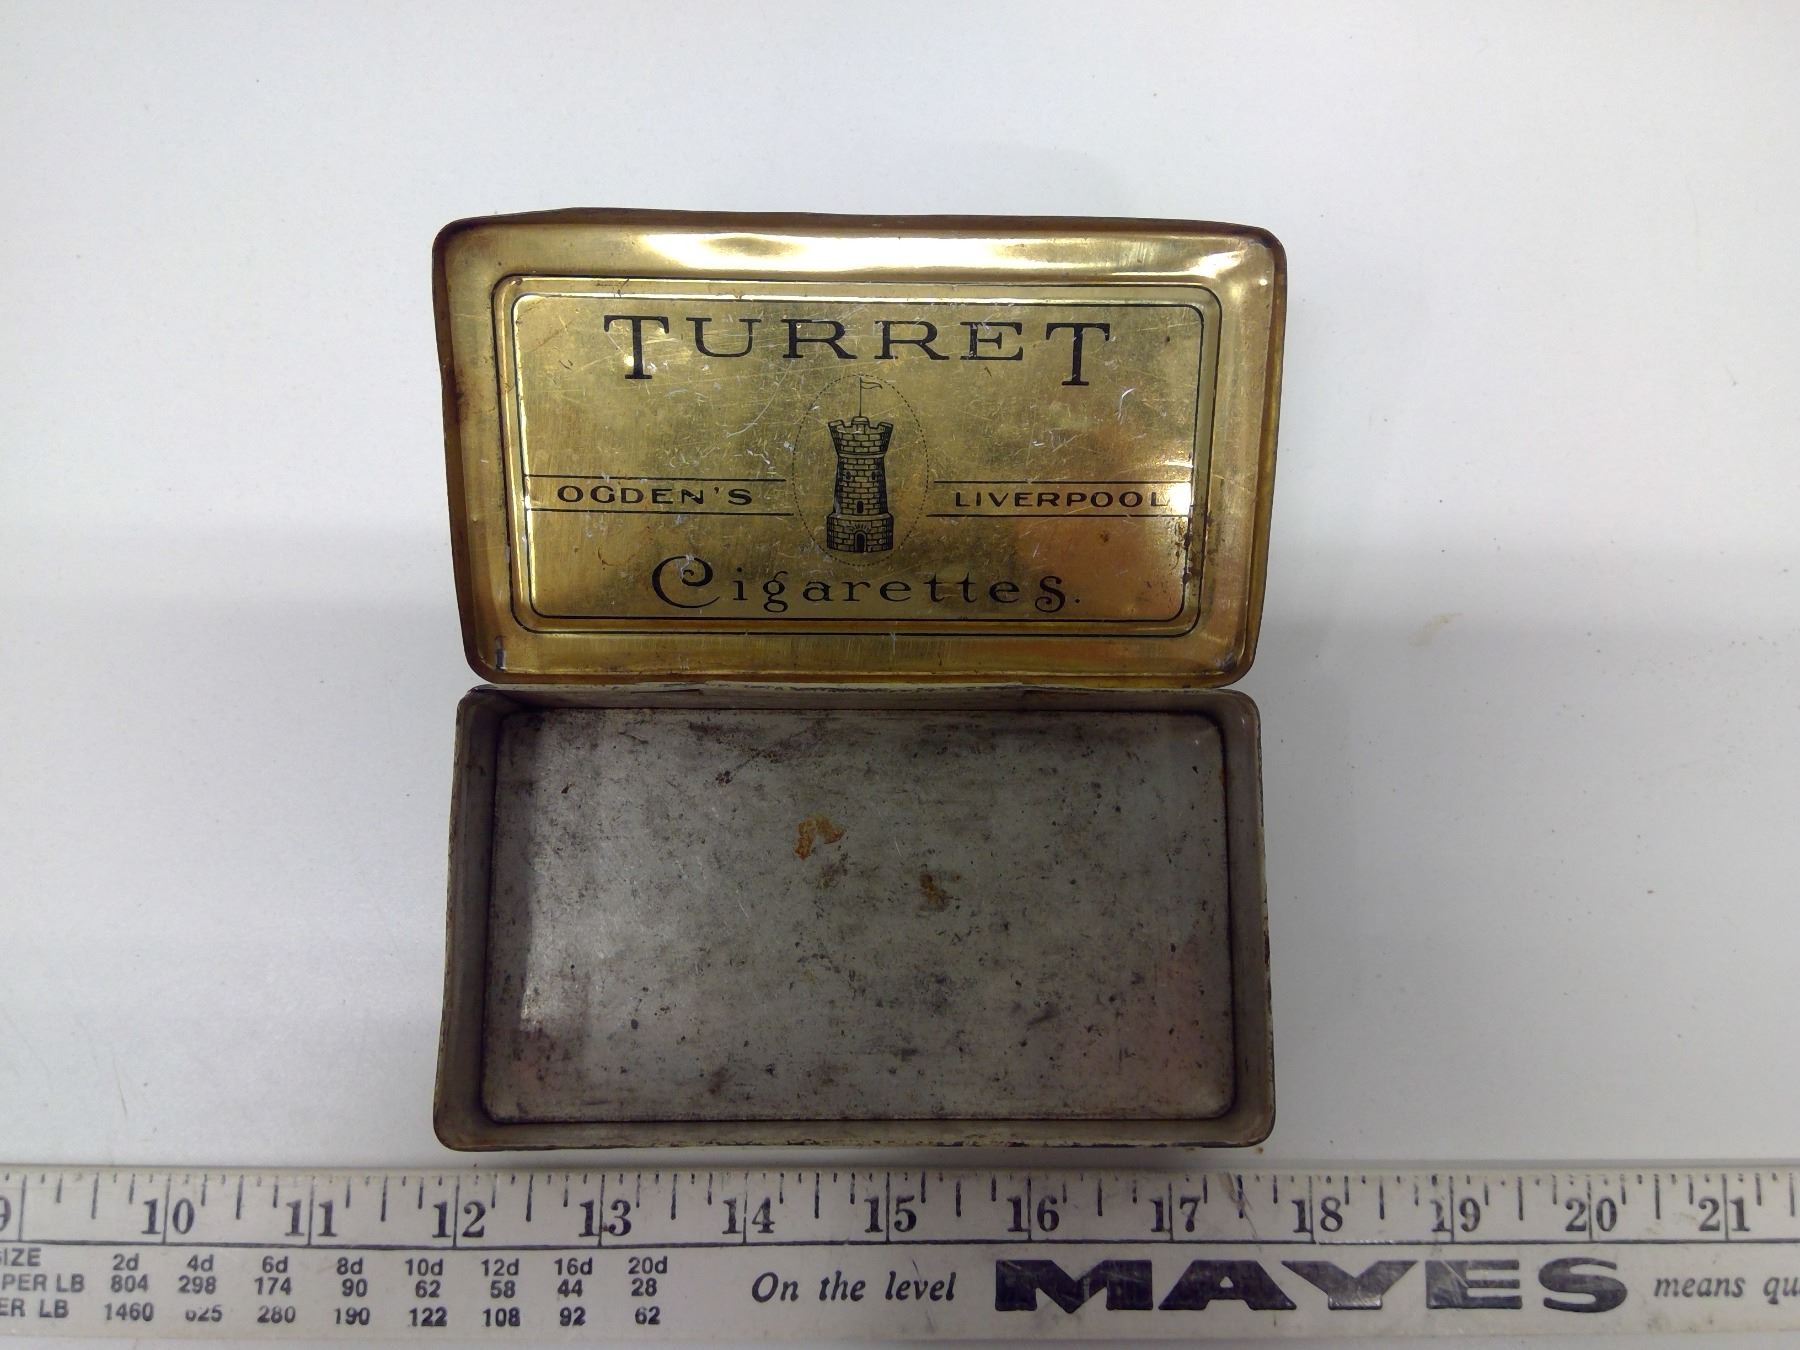 TURRET
OGDEN'S LIVERPOOL
Cigarettes.
9 10 11 12 13 14 15 16 17 18 19 20 21
SIZE 2d 4d 6d 8d 10d 12d 16d 20d
PER LB 804 298 174 90 62 58 44 28
ER LB 1460 625 280 190 122 108 92 62
On the level MAYES means qu